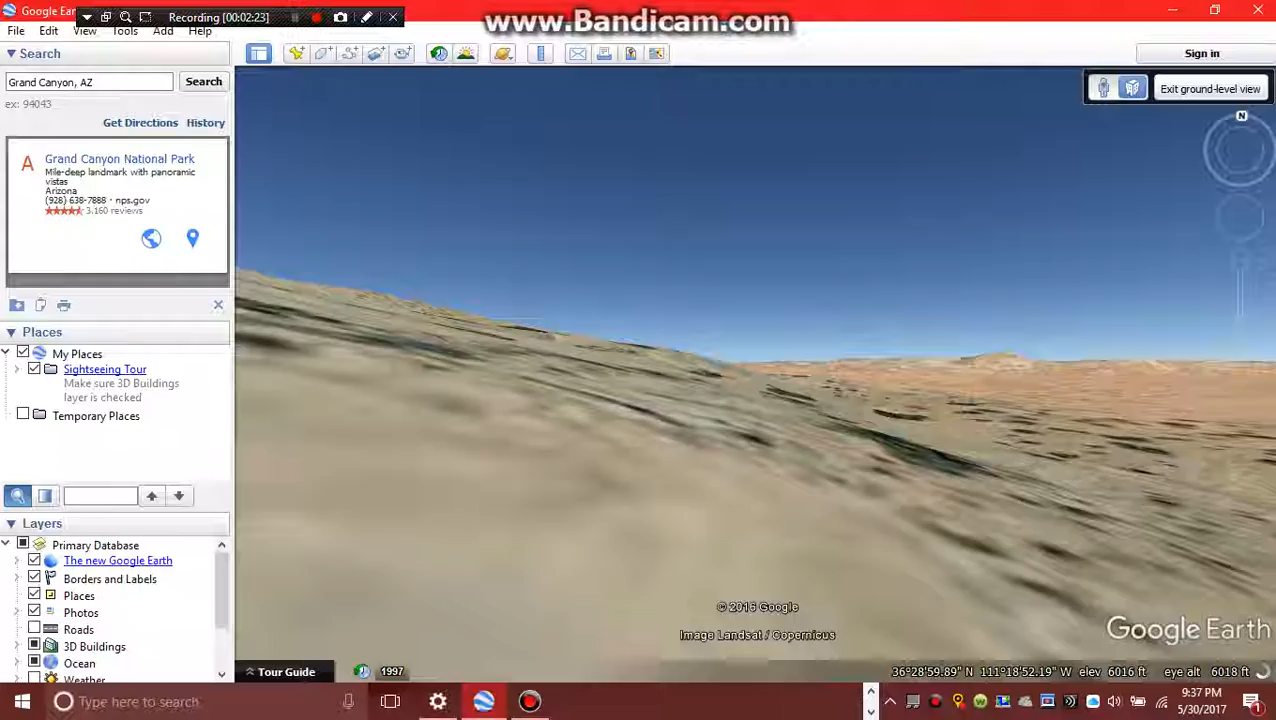 Google Ear
Recording [00:02:23]
www.Bandicam.com
File Edit View Tools Add Help
Search
Sign in
Grand Canyon, AZ
Search
ex: 94043
Get Directions History
Exit ground-level view
N
A
Grand Canyon National Park
Mile-deep landmark with panoramic
vistas
Arizona
(928) 638-7888 · nps.gov
3,160 reviews
Places
My Places
Sightseeing Tour
Make sure 3D Buildings
layer is checked
Temporary Places
Layers
Primary Database
The new Google Earth
Borders and Labels
Places
Photos
Roads
3D Buildings
Ocean
Weather
© 2016 Google
Image Landsat / Copernicus
Google Earth
Tour Guide
1997
36°28'59.89" N 111°18'52.19" W elev 6016 ft eye alt 6018 ft
Type here to search
9:37 PM
5/30/2017
1